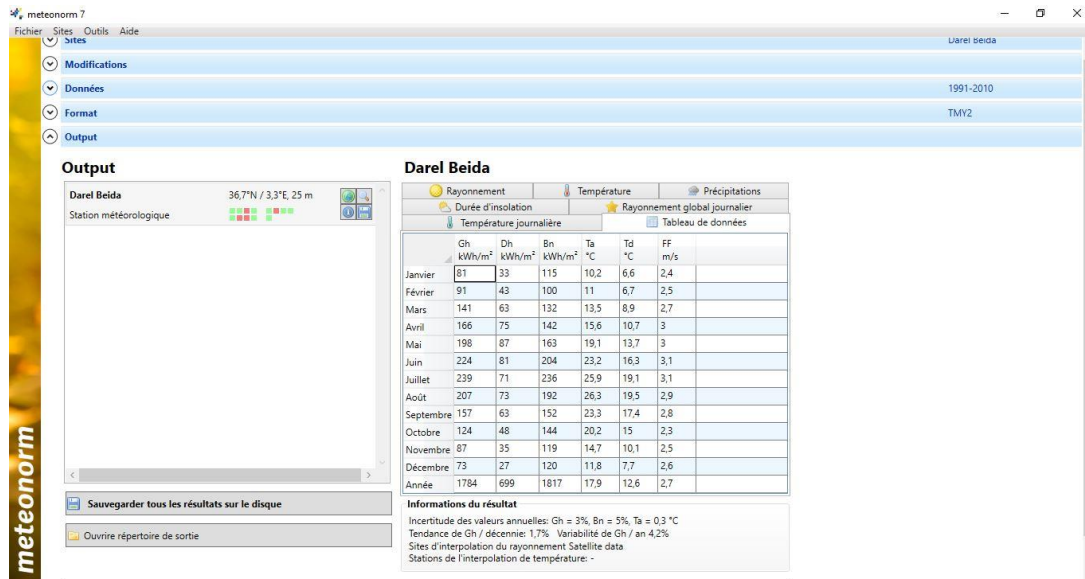 meteonorm 7
Fichier Sites Outils Aide
Sites Darel Beida
Modifications
Données 1991-2010
Format TMY2
Output
Output
Darel Beida 36,7°N / 3,3°E, 25 m
Station météorologique
Sauvegarder tous les résultats sur le disque
Ouvrire répertoire de sortie
meteonorm
Darel Beida
Rayonnement Température Précipitations
Durée d'insolation Rayonnement global journalier
Température journalière Tableau de données
Gh Dh Bn Ta Td FF
kWh/m² kWh/m² kWh/m² °C °C m/s
Janvier 81 33 115 10,2 6,6 2,4
Février 91 43 100 11 6,7 2,5
Mars 141 63 132 13,5 8,9 2,7
Avril 166 75 142 15,6 10,7 3
Mai 198 87 163 19,1 13,7 3
Juin 224 81 204 23,2 16,3 3,1
Juillet 239 71 236 25,9 19,1 3,1
Août 207 73 192 26,3 19,5 2,9
Septembre 157 63 152 23,3 17,4 2,8
Octobre 124 48 144 20,2 15 2,3
Novembre 87 35 119 14,7 10,1 2,5
Décembre 73 27 120 11,8 7,7 2,6
Année 1784 699 1817 17,9 12,6 2,7
Informations du résultat
Incertitude des valeurs annuelles: Gh = 3%, Bn = 5%, Ta = 0,3 °C
Tendance de Gh / décennie: 1,7% Variabilité de Gh / an 4,2%
Sites d'interpolation du rayonnement Satellite data
Stations de l'interpolation de température: -